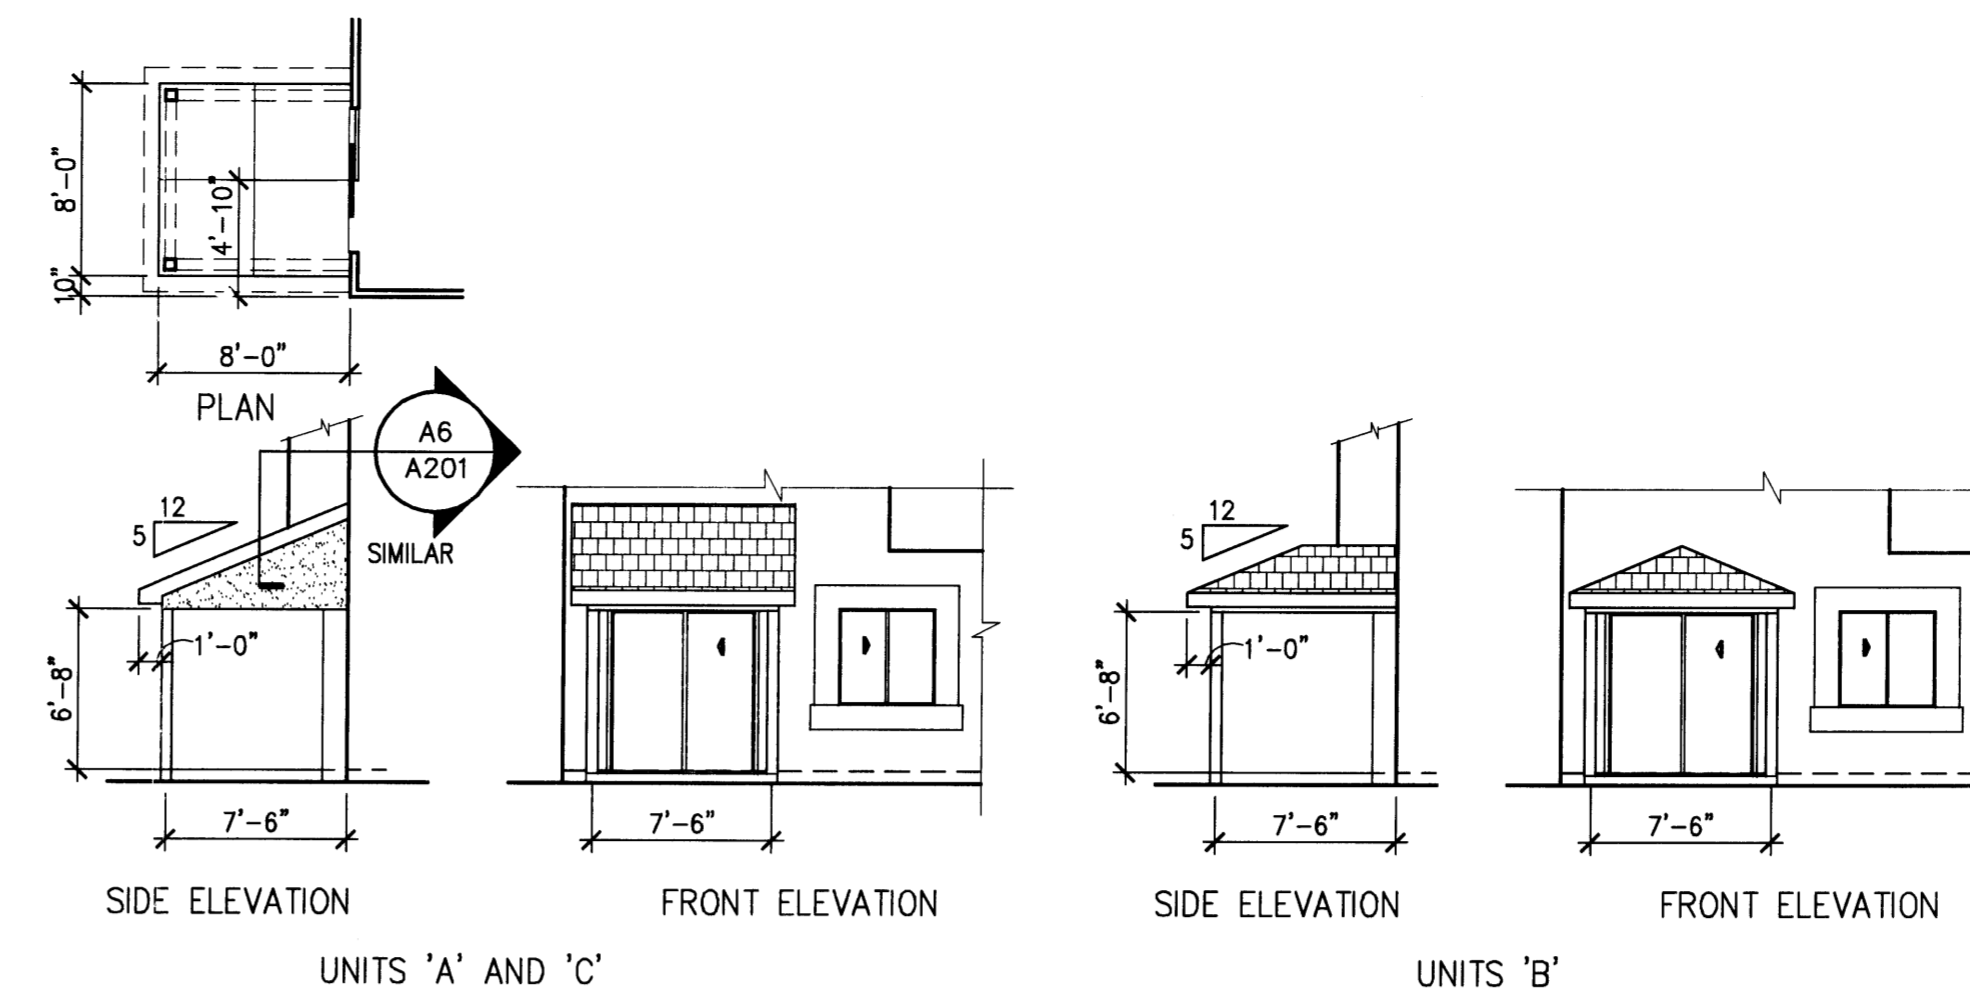 8'-0"
4'-10"
10"
8'-0"
PLAN
A6
A201
SIMILAR
12
5
1'-0"
6'-8"
7'-6"
SIDE ELEVATION
7'-6"
FRONT ELEVATION
UNITS 'A' AND 'C'
12
5
1'-0"
6'-8"
7'-6"
SIDE ELEVATION
7'-6"
FRONT ELEVATION
UNITS 'B'